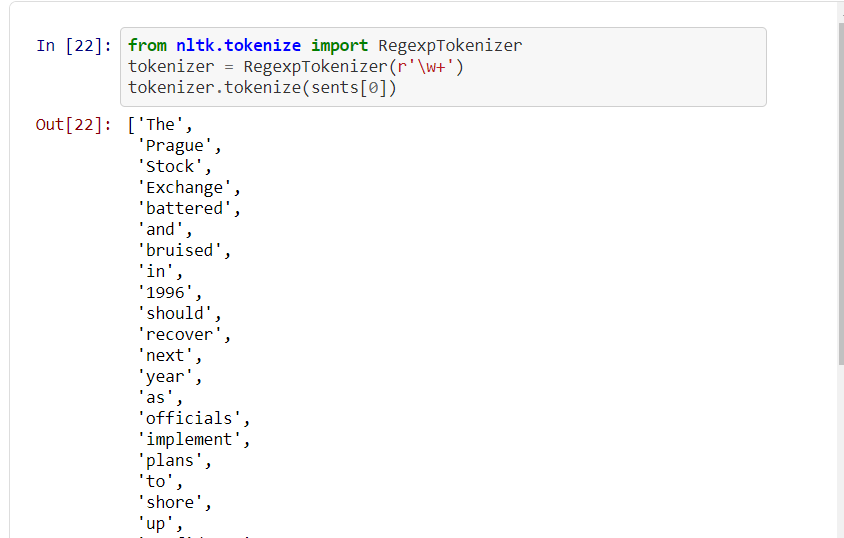 In [22]: from nltk.tokenize import RegexpTokenizer
tokenizer = RegexpTokenizer(r'\w+')
tokenizer.tokenize(sents[0])
Out[22]: ['The',
'Prague',
'Stock',
'Exchange',
'battered',
'and',
'bruised',
'in',
'1996',
'should',
'recover',
'next',
'year',
'as',
'officials',
'implement',
'plans',
'to',
'shore',
'up',